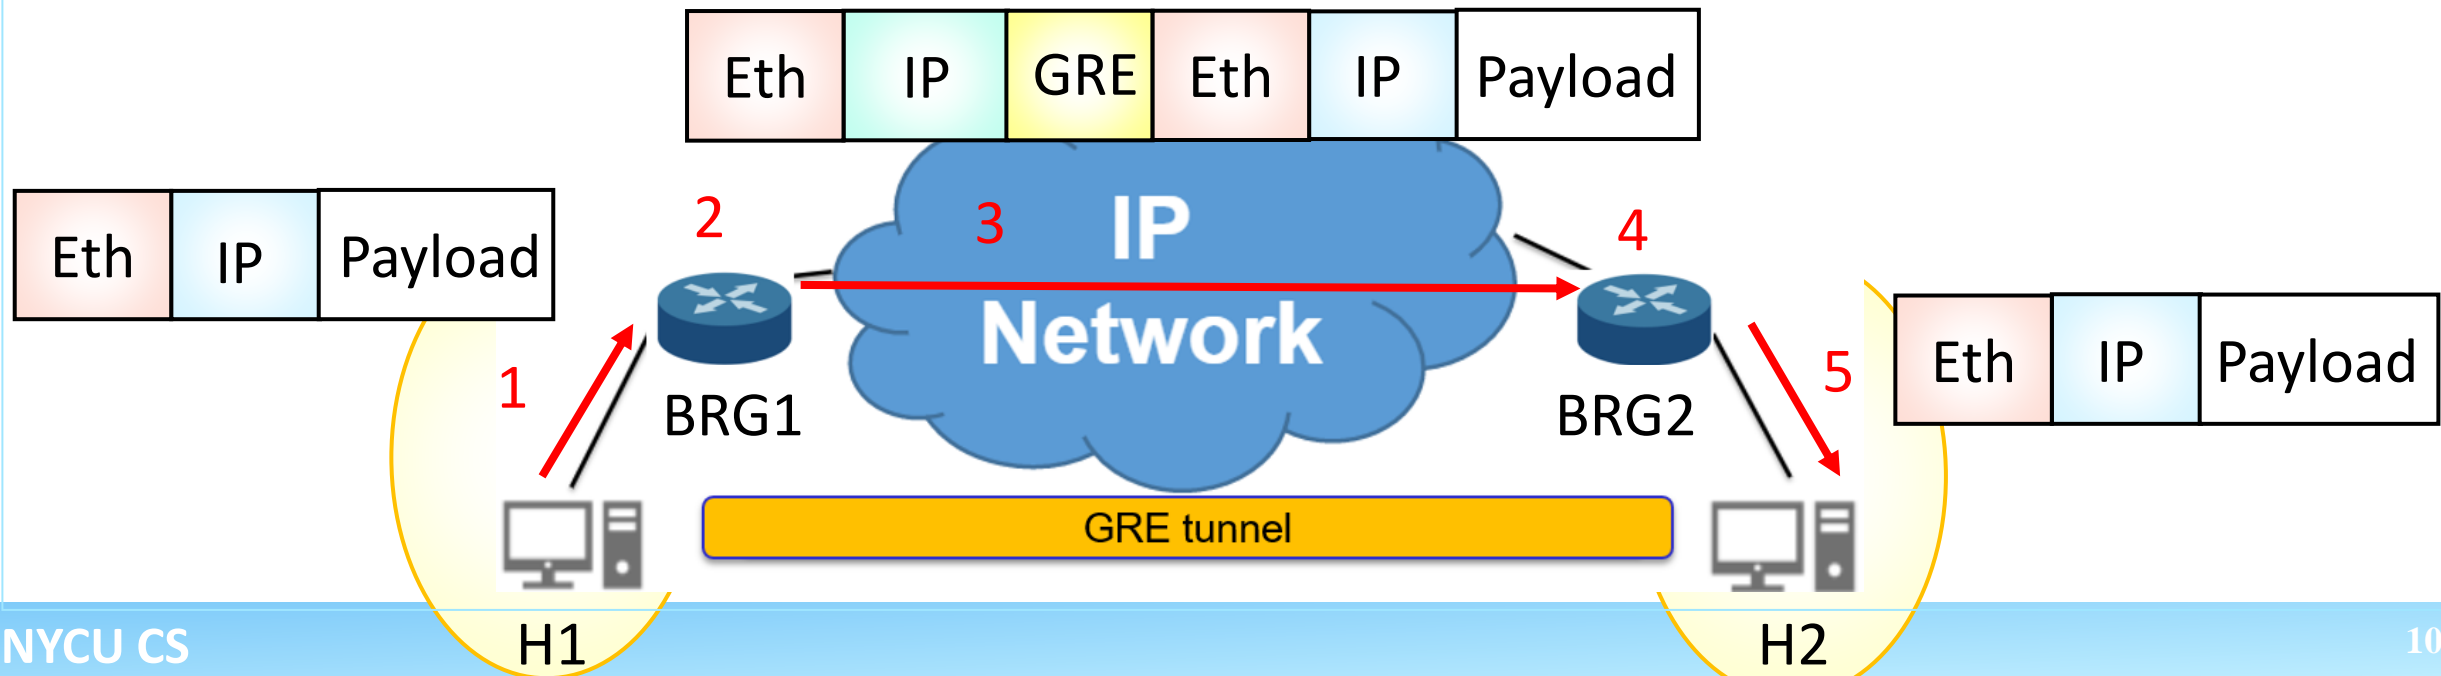 Eth IP GRE Eth IP Payload
Eth IP Payload
2
3
IP
Network
4
1
BRG1
BRG2
5
Eth IP Payload
GRE tunnel
H1
H2
NYCU CS
10